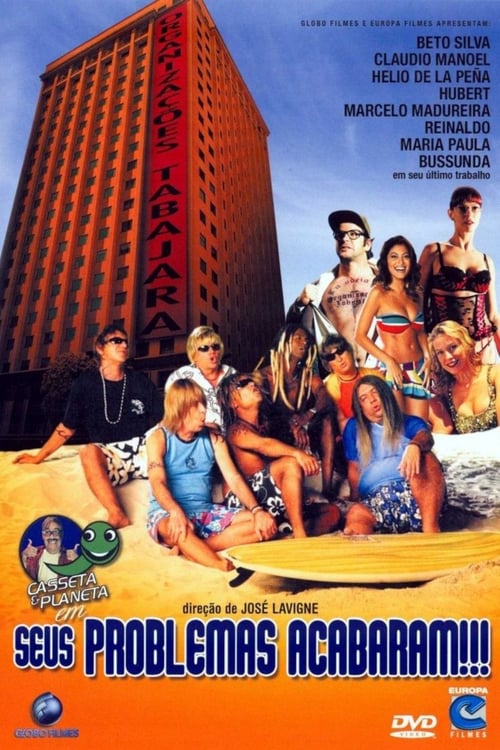 GLOBO FILMES E EUROPA FILMES APRESENTAM:
BETO SILVA
CLAUDIO MANOEL
HELIO DE LA PEÑA
HUBERT
MARCELO MADUREIRA
REINALDO
MARIA PAULA
BUSSUNDA
em seu último trabalho
ORGANIZAÇÕES TABAJARA
CASSETA
& PLANETA
em
direção de JOSÉ LAVIGNE
SEUS PROBLEMAS ACABARAM!!!
GLOBO FILMES
DVD
VIDEO
EUROPA
FILMES